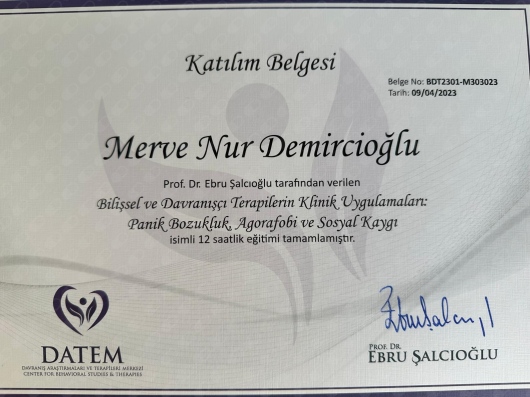 Katılım Belgesi
Belge No: BDT2301-M303023
Tarih: 09/04/2023
Merve Nur Demircioğlu
Prof. Dr. Ebru Şalcıoğlu tarafından verilen
Bilişsel ve Davranışçı Terapilerin Klinik Uygulamaları:
Panik Bozukluk, Agorafobi ve Sosyal Kaygı
isimli 12 saatlik eğitimi tamamlamıştır.
DATEM
DAVRANIŞ ARAŞTIRMALARI VE TERAPİLERİ MERKEZİ
CENTER FOR BEHAVIORAL STUDIES & THERAPIES
Ebru Şalcıoğlu
PROF. DR.
EBRU ŞALCIOĞLU